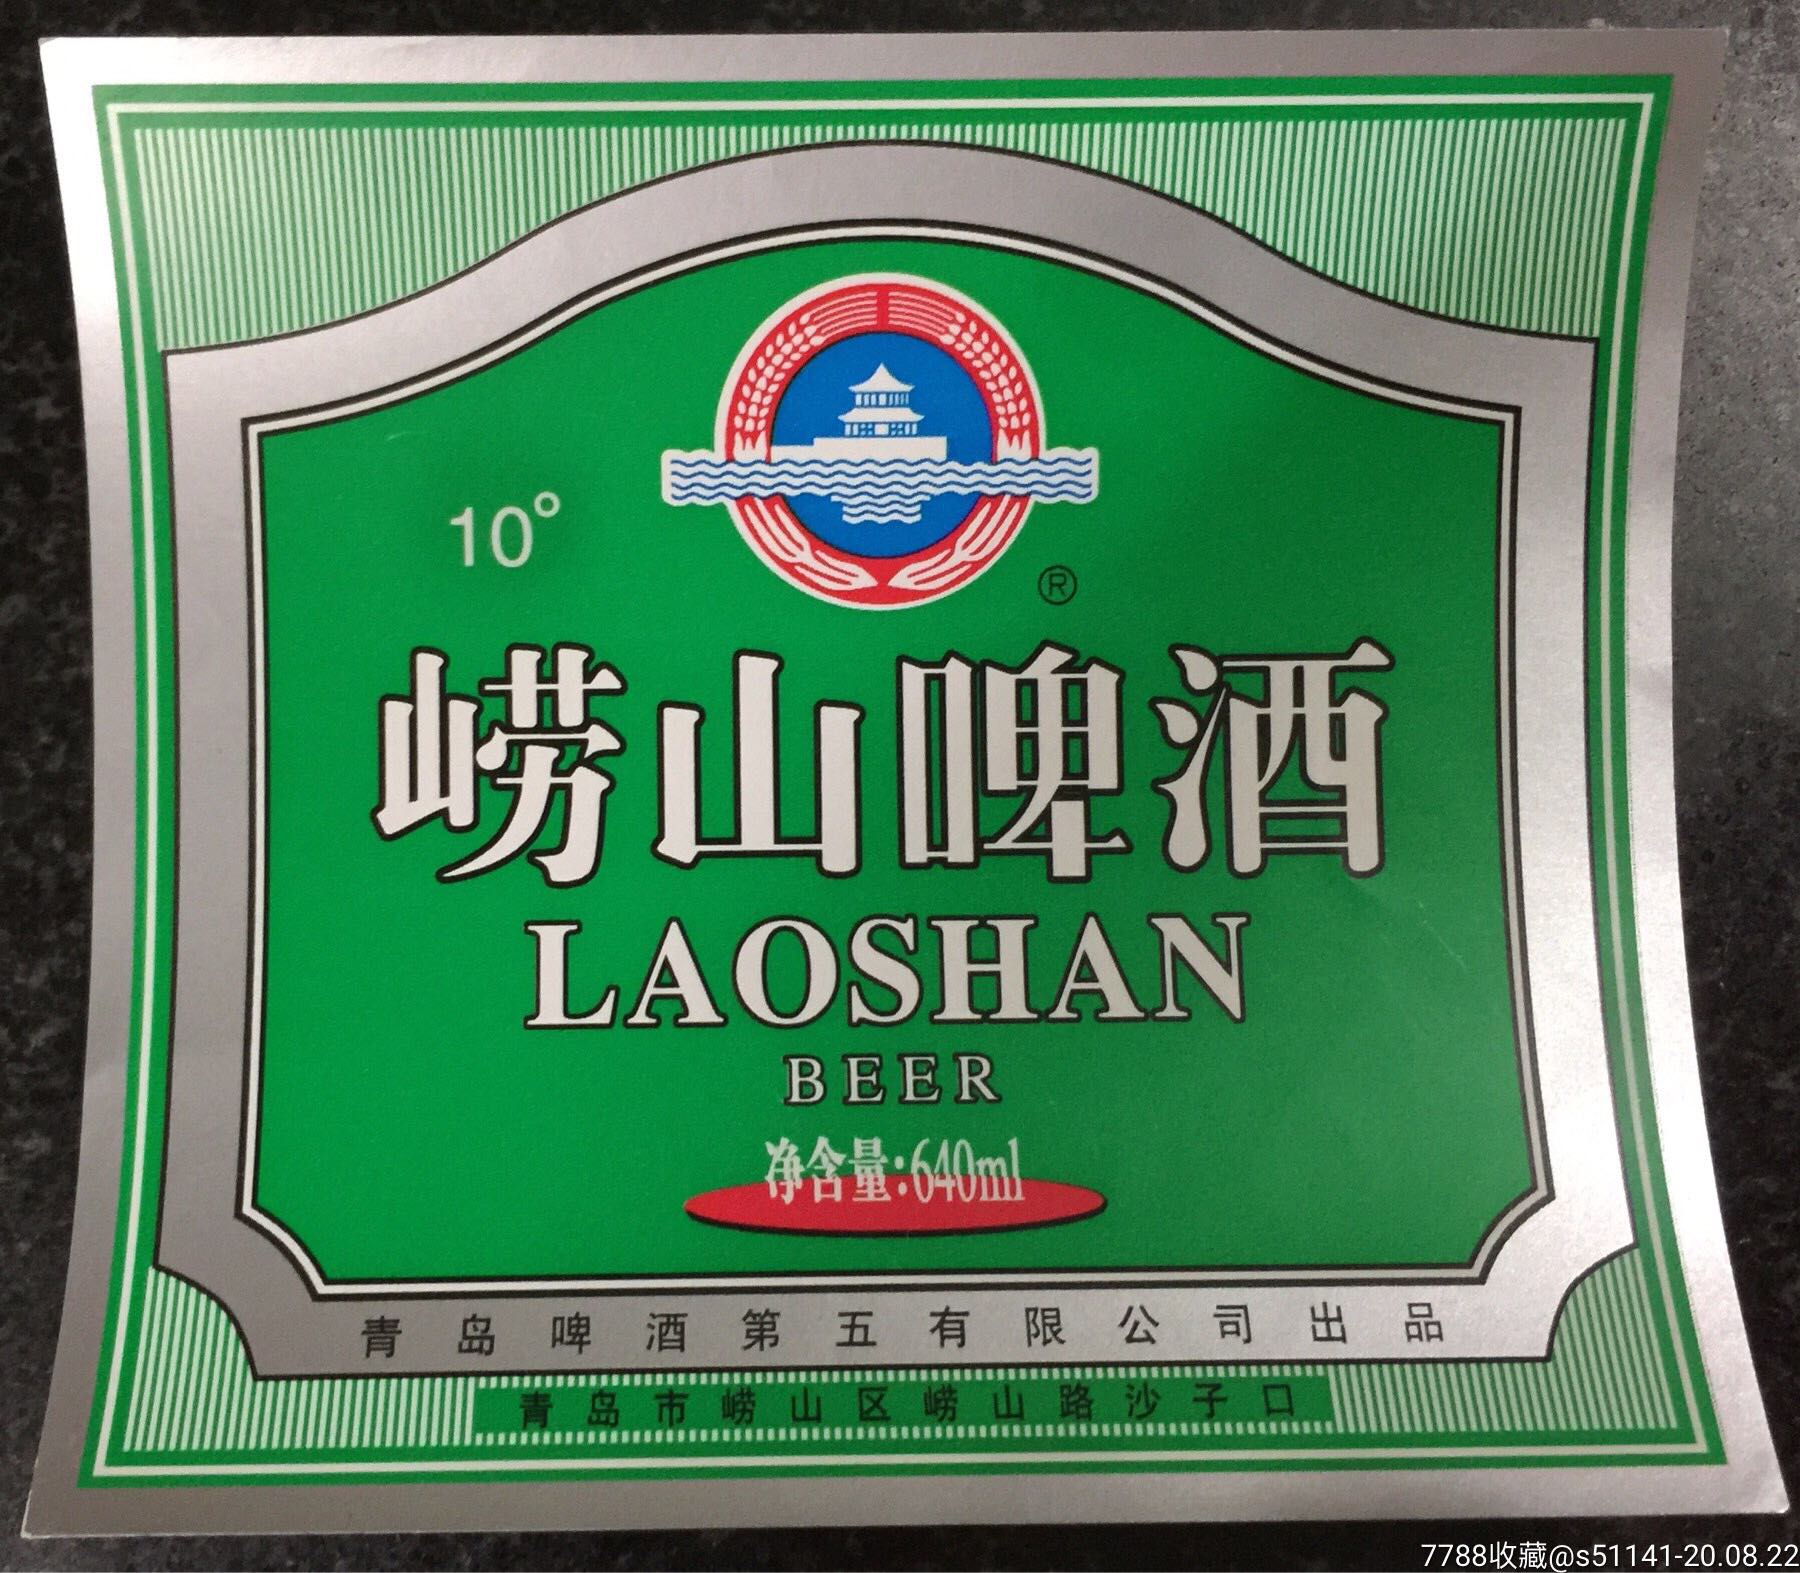 10°
®
崂山啤酒
LAOSHAN
BEER
净含量:640ml
青岛啤酒第五有限公司出品
青岛市崂山区崂山路沙子口
7788收藏@s51141-20.08.22